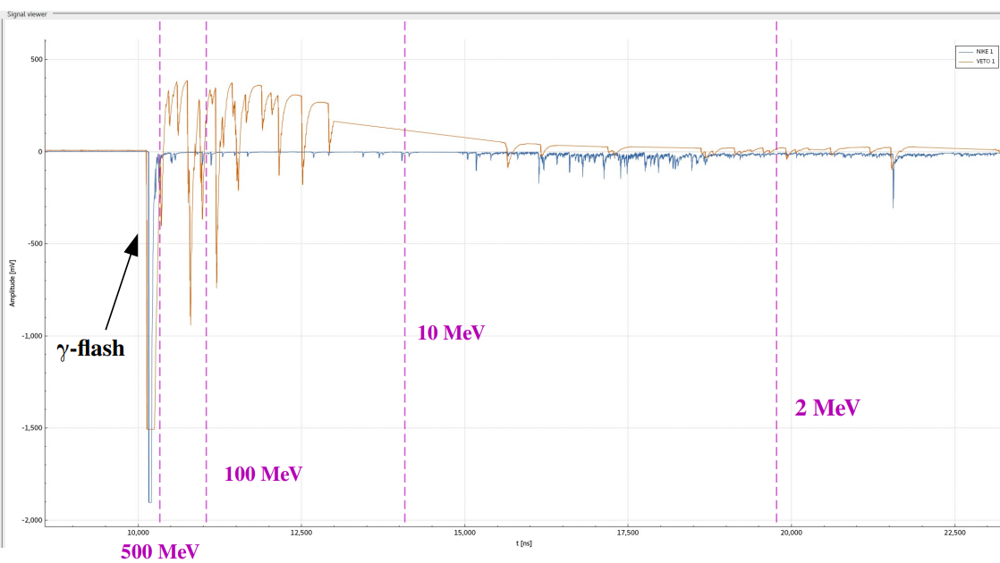 Signal viewer
NIKE 1
VETO 1
500
0
-500
-1,000
-1,500
-2,000
Amplitude [mV]
γ-flash
10 MeV
2 MeV
100 MeV
10,000
12,500
15,000
17,500
20,000
22,500
t [ns]
500 MeV